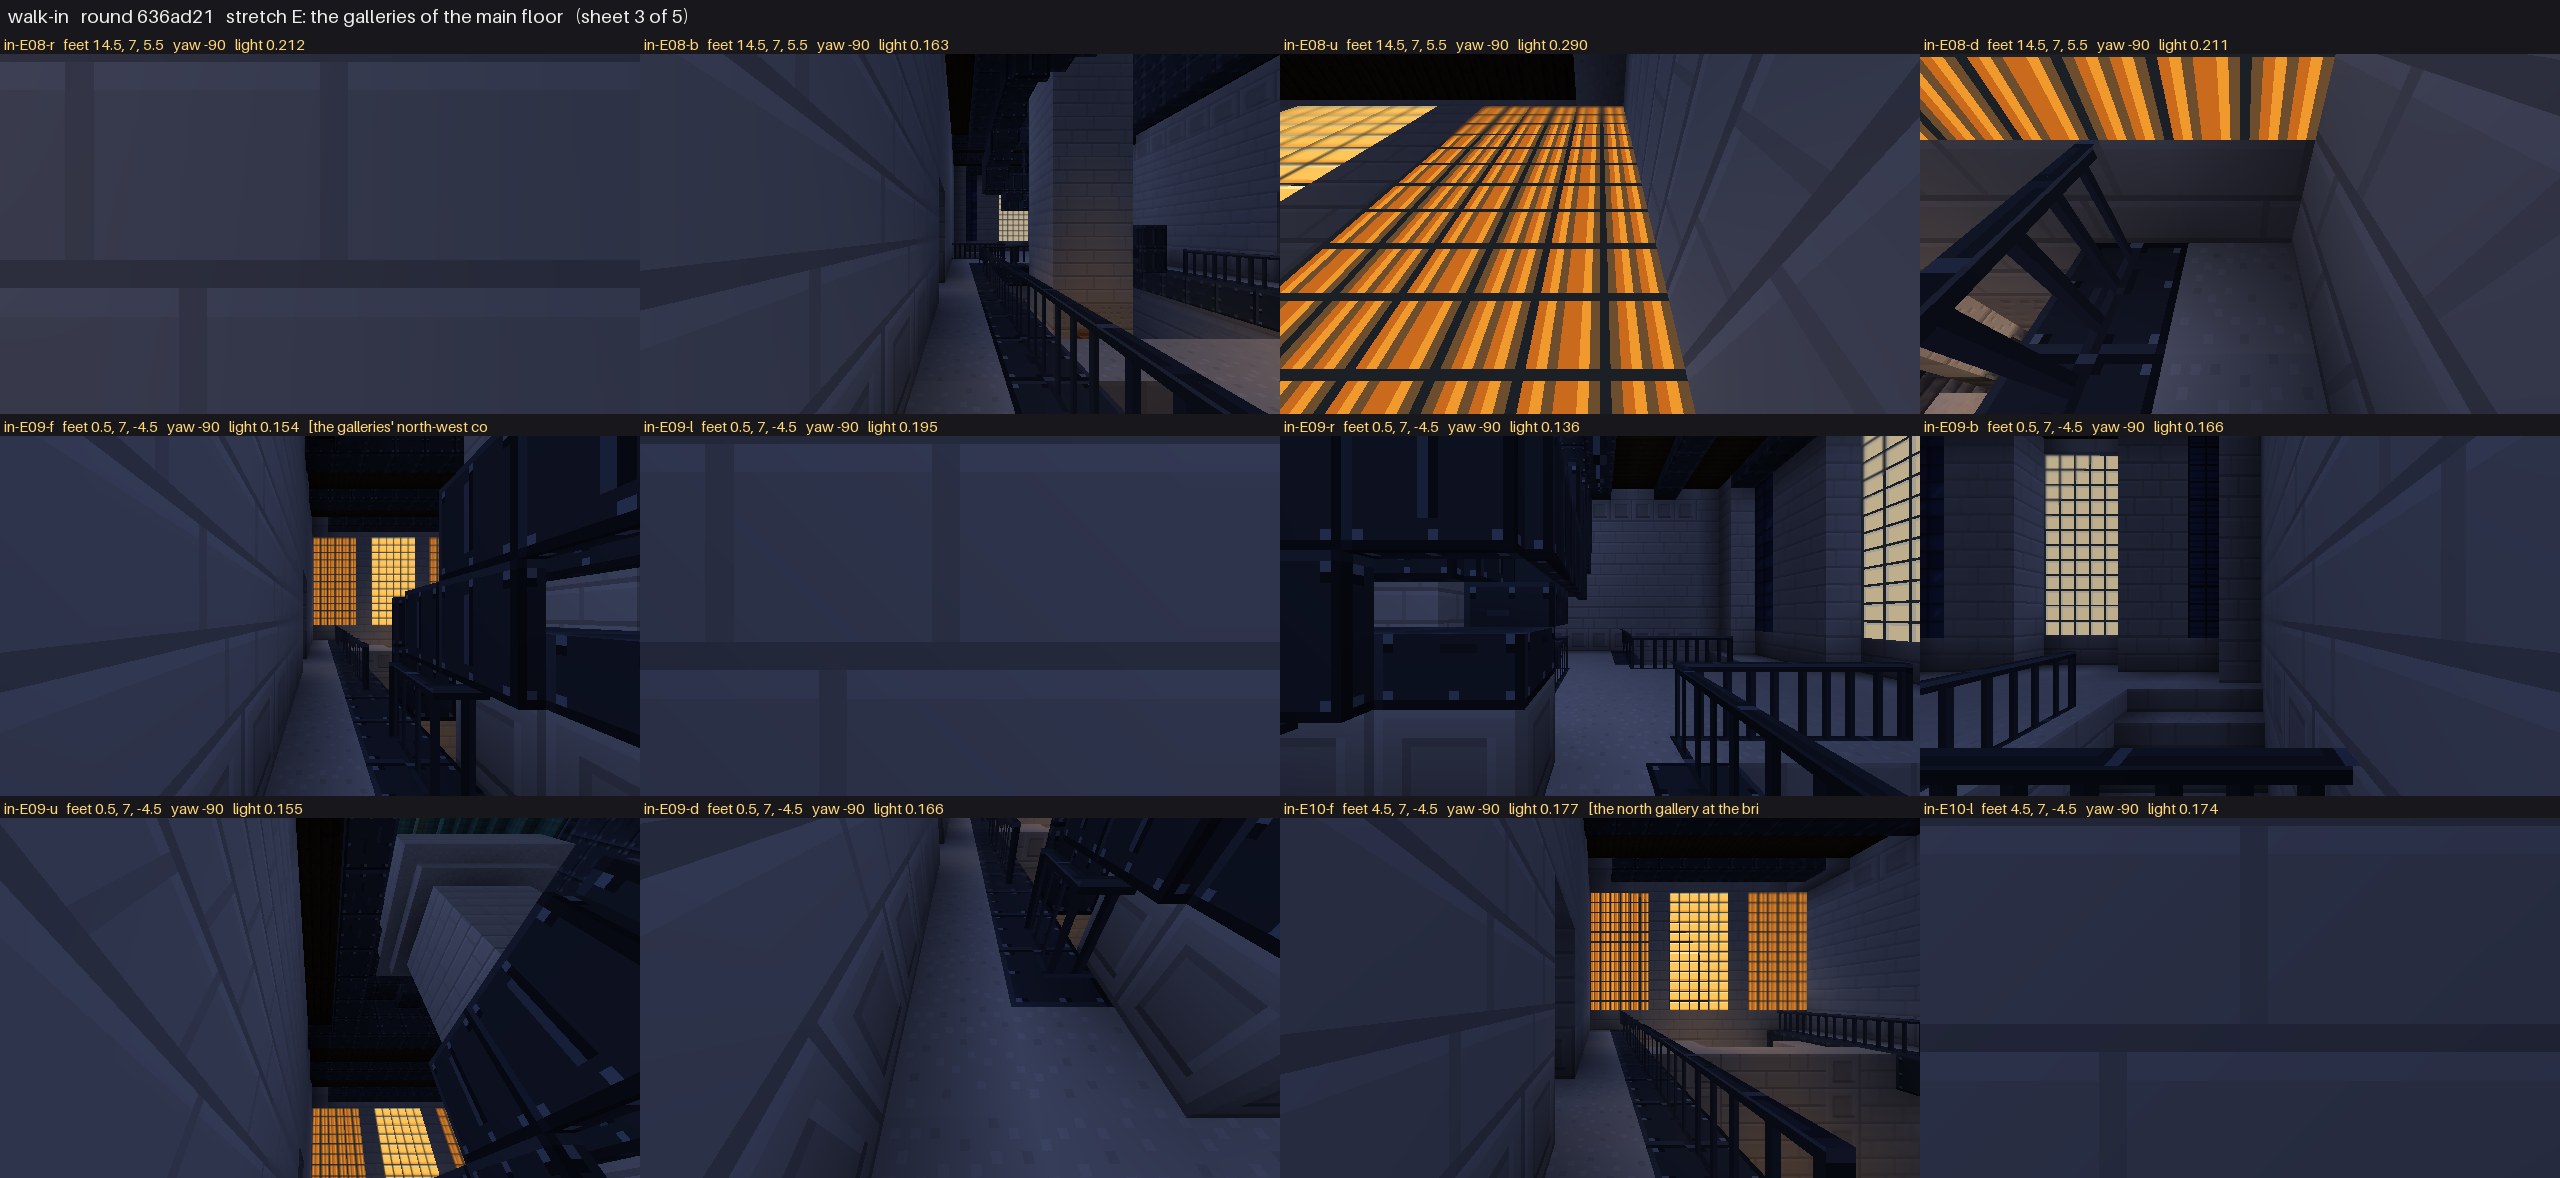 walk-in round 636ad21 stretch E: the galleries of the main floor (sheet 3 of 5)
in-E08-r feet 14.5, 7, 5.5 yaw -90 light 0.212
in-E08-b feet 14.5, 7, 5.5 yaw -90 light 0.163
in-E08-u feet 14.5, 7, 5.5 yaw -90 light 0.290
in-E08-d feet 14.5, 7, 5.5 yaw -90 light 0.211
in-E09-f feet 0.5, 7, -4.5 yaw -90 light 0.154 [the galleries' north-west co
in-E09-l feet 0.5, 7, -4.5 yaw -90 light 0.195
in-E09-r feet 0.5, 7, -4.5 yaw -90 light 0.136
in-E09-b feet 0.5, 7, -4.5 yaw -90 light 0.166
in-E09-u feet 0.5, 7, -4.5 yaw -90 light 0.155
in-E09-d feet 0.5, 7, -4.5 yaw -90 light 0.166
in-E10-f feet 4.5, 7, -4.5 yaw -90 light 0.177 [the north gallery at the bri
in-E10-l feet 4.5, 7, -4.5 yaw -90 light 0.174